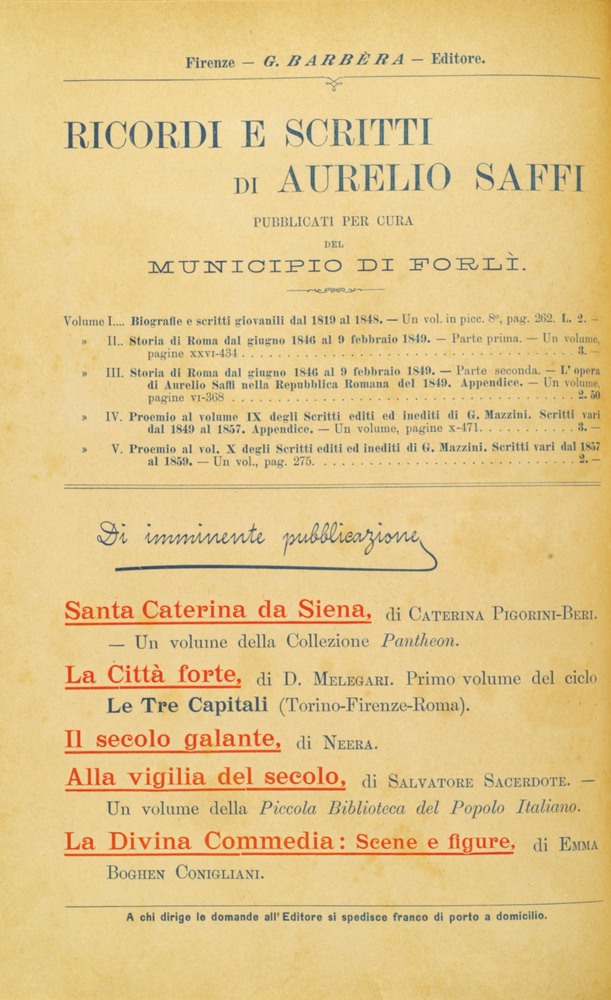 Firenze — G. BARBÈRA — Editore.
RICORDI E SCRITTI
DI AURELIO SAFFI
PUBBLICATI PER CURA
DEL
MUNICIPIO DI FORLÌ.
Volume I.... Biografie e scritti giovanili dal 1819 al 1848. — Un vol. in picc. 8°, pag. 262. L. 2. —
» II.. Storia di Roma dal giugno 1846 al 9 febbraio 1849. — Parte prima. — Un volume,
pagine XXVI-434 . . . . . . . . . . . . . . . . . . . . . . . . . . . . . . . . . . . . 3. —
» III. Storia di Roma dal giugno 1846 al 9 febbraio 1849. — Parte seconda. — L'opera
di Aurelio Saffi nella Repubblica Romana del 1849. Appendice. — Un volume,
pagine VI-368 . . . . . . . . . . . . . . . . . . . . . . . . . . . . . . . . . . . . . 2. 50
» IV. Proemio al volume IX degli Scritti editi ed inediti di G. Mazzini. Scritti vari
dal 1849 al 1857. Appendice. — Un volume, pagine X-471. . . . . . . . . . 3. —
» V. Proemio al vol. X degli Scritti editi ed inediti di G. Mazzini. Scritti vari dal 1857
al 1859. — Un vol., pag. 275. . . . . . . . . . . . . . . . . . . . . . . . . . . . 2. —
Di imminente pubblicazione
Santa Caterina da Siena, di CATERINA PIGORINI-BERI.
— Un volume della Collezione Pantheon.
La Città forte, di D. MELEGARI. Primo volume del ciclo
Le Tre Capitali (Torino-Firenze-Roma).
Il secolo galante, di NEERA.
Alla vigilia del secolo, di SALVATORE SACERDOTE. —
Un volume della Piccola Biblioteca del Popolo Italiano.
La Divina Commedia: Scene e figure, di EMMA
BOGHEN CONIGLIANI.
A chi dirige le domande all'Editore si spedisce franco di porto a domicilio.